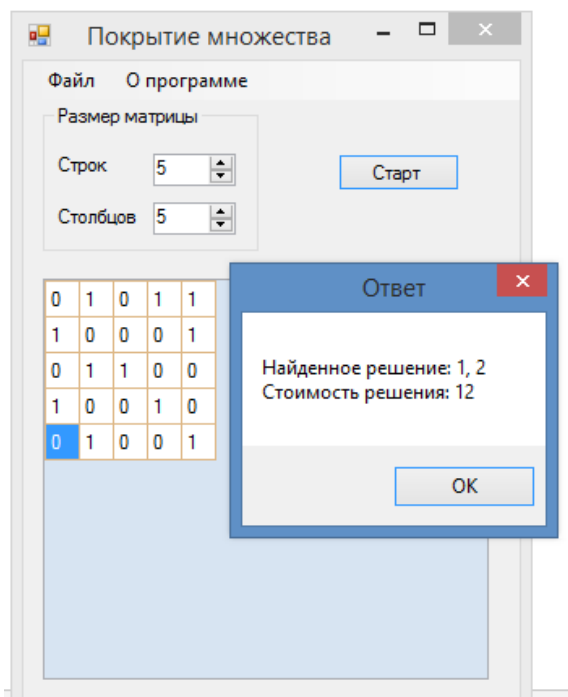 Покрытие множества
Файл О программе
Размер матрицы
Строк 5
Старт
Столбцов 5
Ответ
0 1 0 1 1
1 0 0 0 1
0 1 1 0 0
1 0 0 1 0
0 1 0 0 1
Найденное решение: 1, 2
Стоимость решения: 12
OK